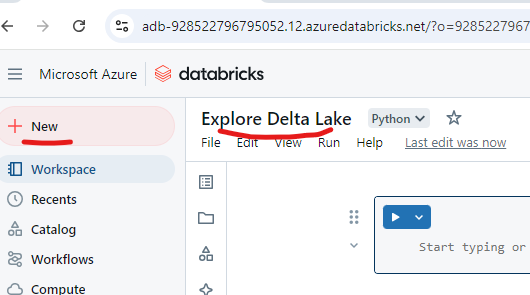 adb-928522796795052.12.azuredatabricks.net/?o=9285227967
Microsoft Azure databricks
New
Workspace
Recents
Catalog
Workflows
Compute
Explore Delta Lake Python
File Edit View Run Help Last edit was now
Start typing or